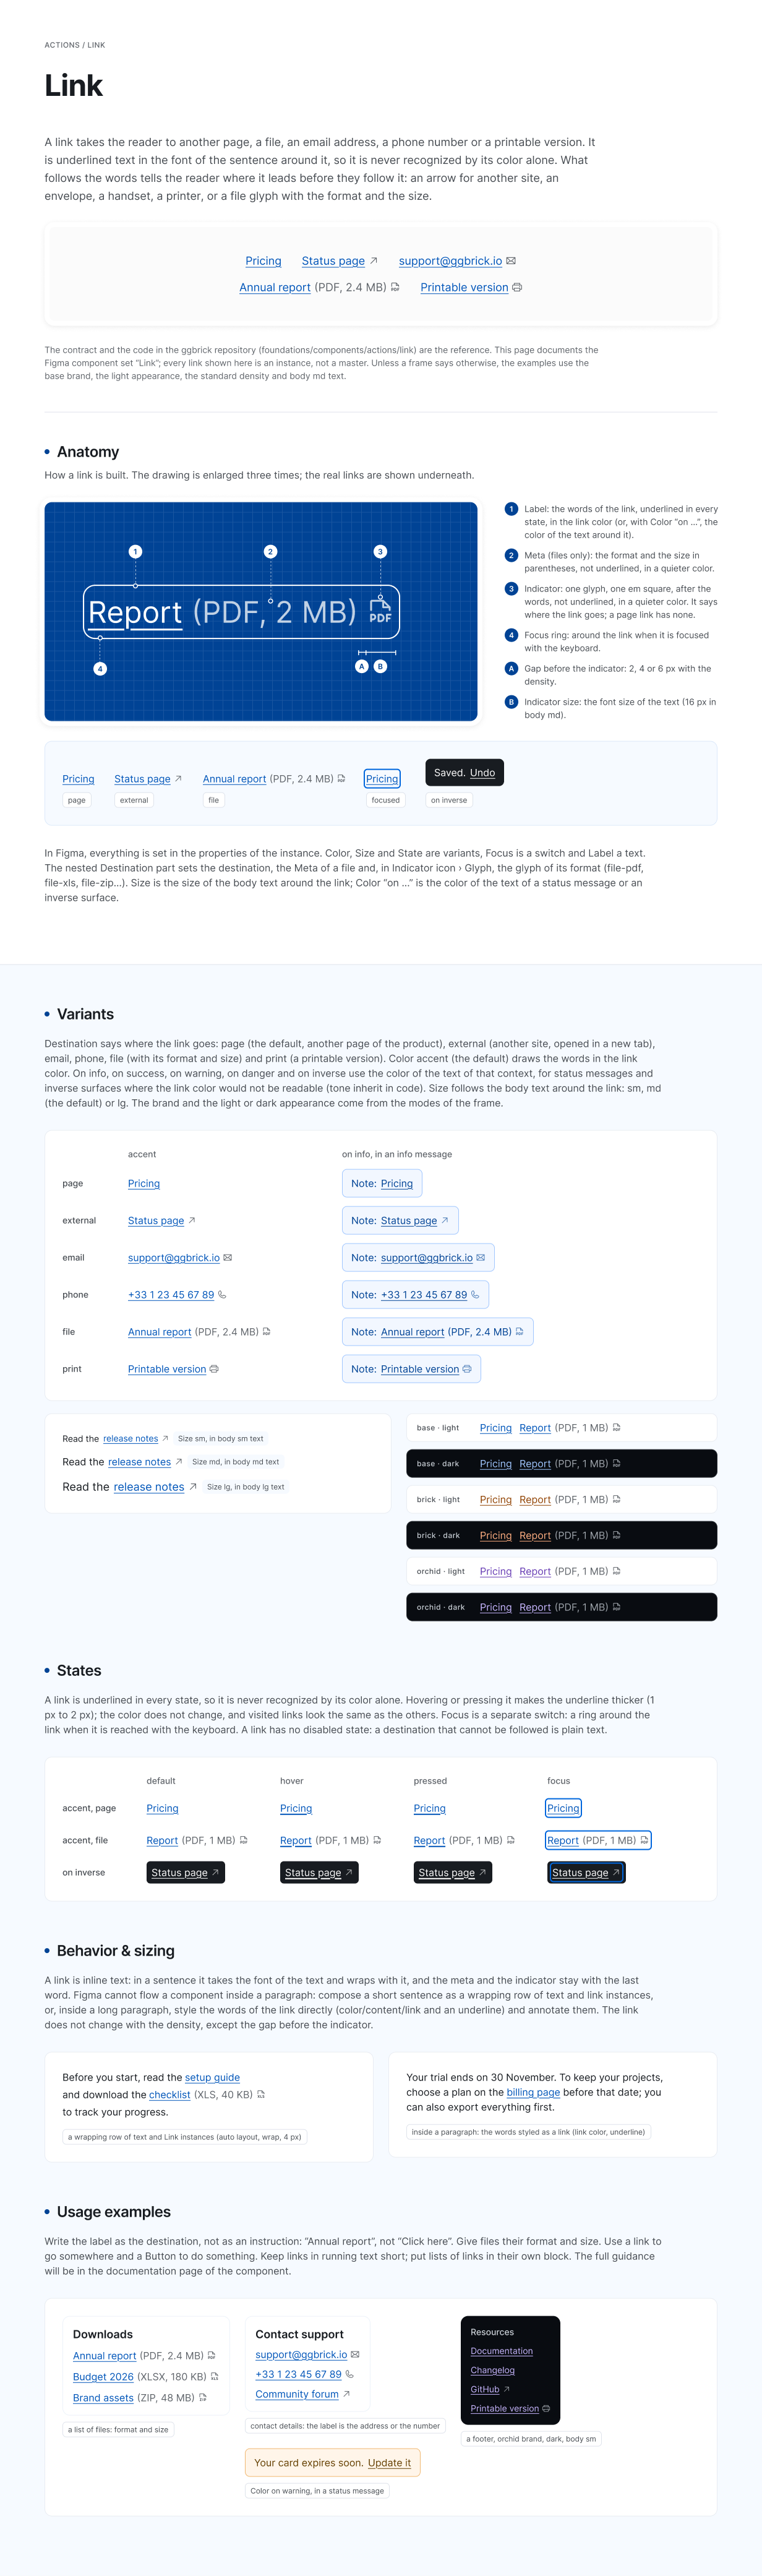 ACTIONS / LINK
Link
A link takes the reader to another page, a file, an email address, a phone number or a printable version. It
is underlined text in the font of the sentence around it, so it is never recognized by its color alone. What
follows the words tells the reader where it leads before they follow it: an arrow for another site, an
envelope, a handset, a printer, or a file glyph with the format and the size.
Pricing Status page support@ggbrick.io
Annual report (PDF, 2.4 MB) Printable version
The contract and the code in the ggbrick repository (foundations/components/actions/link) are the reference. This page documents the
Figma component set “Link”; every link shown here is an instance, not a master. Unless a frame says otherwise, the examples use the
base brand, the light appearance, the standard density and body md text.
Anatomy
How a link is built. The drawing is enlarged three times; the real links are shown underneath.
1 2 3
Report (PDF, 2 MB) PDF
4 A B
1 Label: the words of the link, underlined in every
state, in the link color (or, with Color “on …”, the
color of the text around it).
2 Meta (files only): the format and the size in
parentheses, not underlined, in a quieter color.
3 Indicator: one glyph, one em square, after the
words, not underlined, in a quieter color. It says
where the link goes; a page link has none.
4 Focus ring: around the link when it is focused
with the keyboard.
A Gap before the indicator: 2, 4 or 6 px with the
density.
B Indicator size: the font size of the text (16 px in
body md).
Pricing Status page Annual report (PDF, 2.4 MB) Pricing Saved. Undo
page external file focused on inverse
In Figma, everything is set in the properties of the instance. Color, Size and State are variants, Focus is a switch and Label a text.
The nested Destination part sets the destination, the Meta of a file and, in Indicator icon › Glyph, the glyph of its format (file-pdf,
file-xls, file-zip…). Size is the size of the body text around the link; Color “on …” is the color of the text of a status message or an
inverse surface.
Variants
Destination says where the link goes: page (the default, another page of the product), external (another site, opened in a new tab),
email, phone, file (with its format and size) and print (a printable version). Color accent (the default) draws the words in the link
color. On info, on success, on warning, on danger and on inverse use the color of the text of that context, for status messages and
inverse surfaces where the link color would not be readable (tone inherit in code). Size follows the body text around the link: sm, md
(the default) or lg. The brand and the light or dark appearance come from the modes of the frame.
accent on info, in an info message
page Pricing Note: Pricing
external Status page Note: Status page
email support@ggbrick.io Note: support@ggbrick.io
phone +33 1 23 45 67 89 Note: +33 1 23 45 67 89
file Annual report (PDF, 2.4 MB) Note: Annual report (PDF, 2.4 MB)
print Printable version Note: Printable version
Read the release notes Size sm, in body sm text
Read the release notes Size md, in body md text
Read the release notes Size lg, in body lg text
base · light Pricing Report (PDF, 1 MB)
base · dark Pricing Report (PDF, 1 MB)
brick · light Pricing Report (PDF, 1 MB)
brick · dark Pricing Report (PDF, 1 MB)
orchid · light Pricing Report (PDF, 1 MB)
orchid · dark Pricing Report (PDF, 1 MB)
States
A link is underlined in every state, so it is never recognized by its color alone. Hovering or pressing it makes the underline thicker (1
px to 2 px); the color does not change, and visited links look the same as the others. Focus is a separate switch: a ring around the
link when it is reached with the keyboard. A link has no disabled state: a destination that cannot be followed is plain text.
default hover pressed focus
accent, page Pricing Pricing Pricing Pricing
accent, file Report (PDF, 1 MB) Report (PDF, 1 MB) Report (PDF, 1 MB) Report (PDF, 1 MB)
on inverse Status page Status page Status page Status page
Behavior & sizing
A link is inline text: in a sentence it takes the font of the text and wraps with it, and the meta and the indicator stay with the last
word. Figma cannot flow a component inside a paragraph: compose a short sentence as a wrapping row of text and link instances,
or, inside a long paragraph, style the words of the link directly (color/content/link and an underline) and annotate them. The link
does not change with the density, except the gap before the indicator.
Before you start, read the setup guide
and download the checklist (XLS, 40 KB)
to track your progress.
a wrapping row of text and Link instances (auto layout, wrap, 4 px)
Your trial ends on 30 November. To keep your projects,
choose a plan on the billing page before that date; you
can also export everything first.
inside a paragraph: the words styled as a link (link color, underline)
Usage examples
Write the label as the destination, not as an instruction: “Annual report”, not “Click here”. Give files their format and size. Use a link to
go somewhere and a Button to do something. Keep links in running text short; put lists of links in their own block. The full guidance
will be in the documentation page of the component.
Downloads
Annual report (PDF, 2.4 MB)
Budget 2026 (XLSX, 180 KB)
Brand assets (ZIP, 48 MB)
a list of files: format and size
Contact support
support@ggbrick.io
+33 1 23 45 67 89
Community forum
contact details: the label is the address or the number
Your card expires soon. Update it
Color on warning, in a status message
Resources
Documentation
Changelog
GitHub
Printable version
a footer, orchid brand, dark, body sm